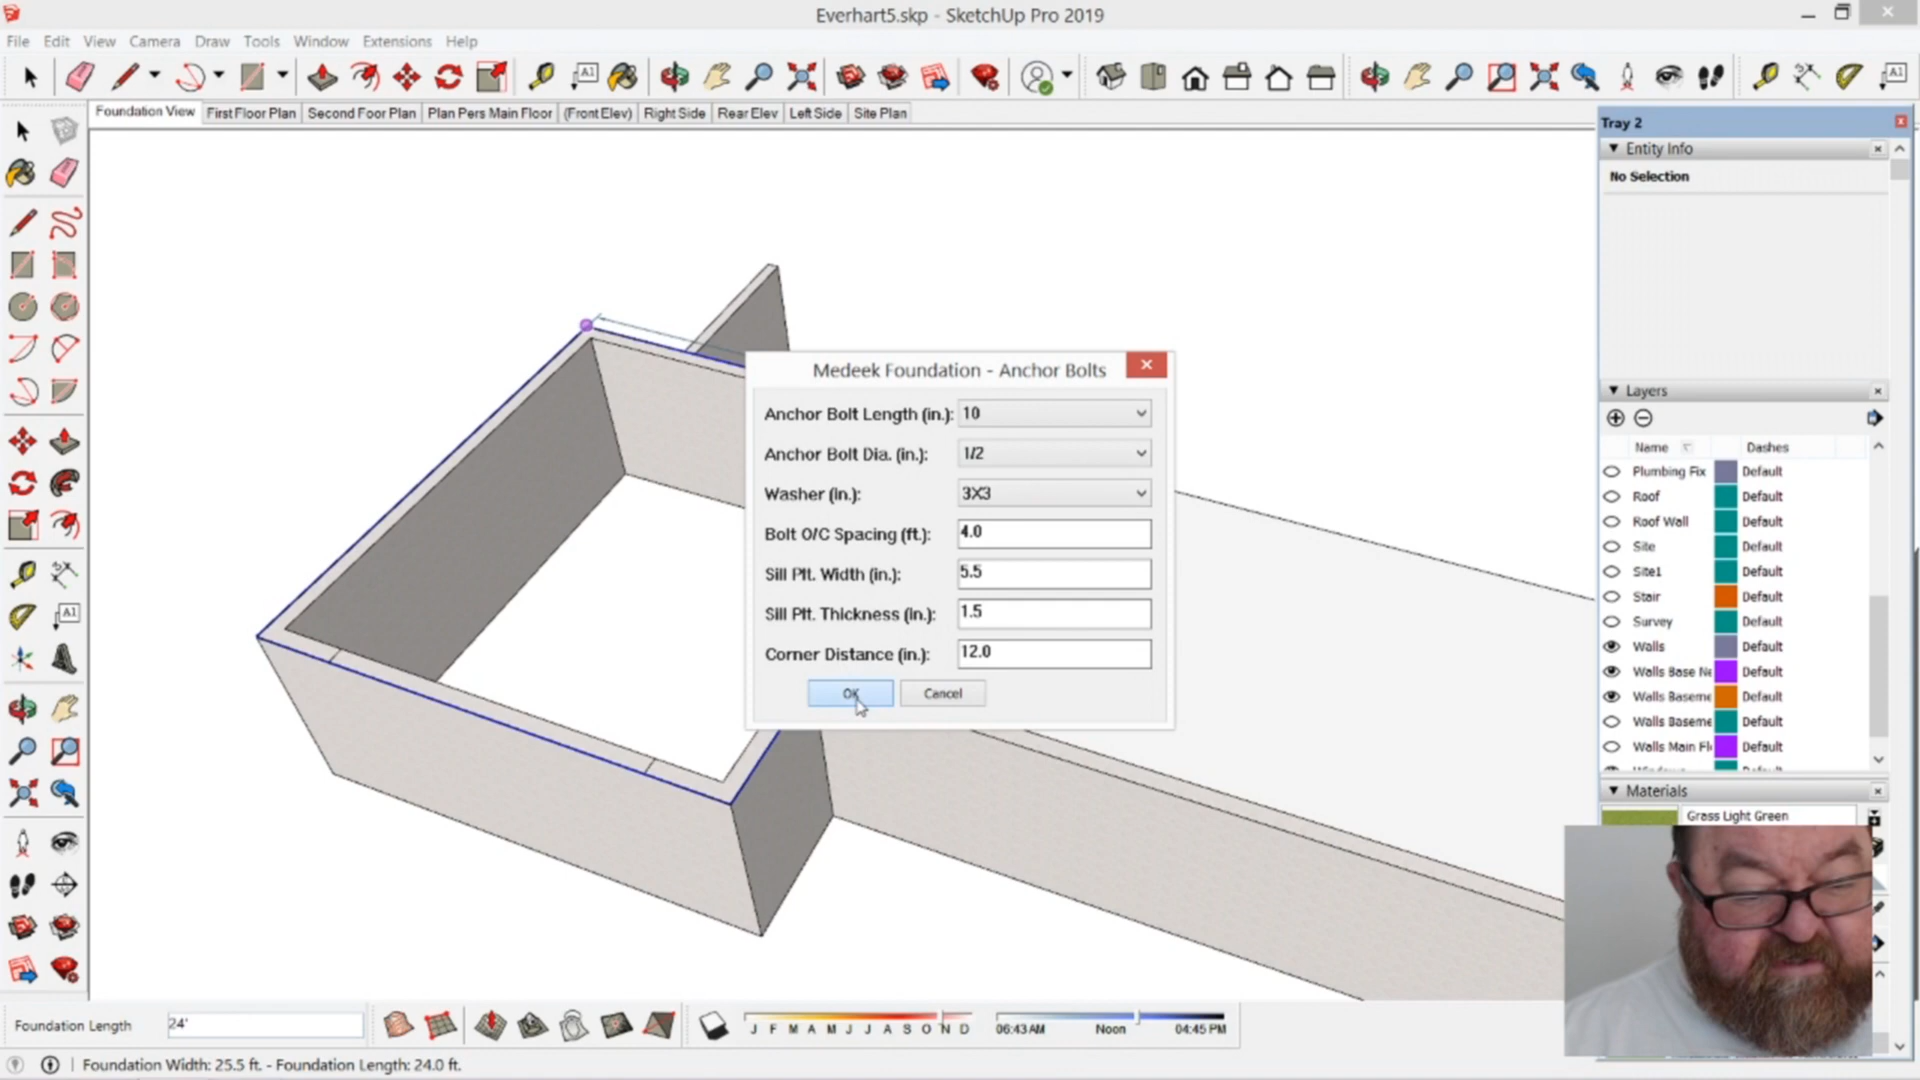 Everhart5.skp - SketchUp Pro 2019
File Edit View Camera Draw Tools Window Extensions Help
Foundation View First Floor Plan Second Foor Plan Plan Pers Main Floor (Front Elev) Right Side Rear Elev Left Side Site Plan
Tray 2
Entity Info
No Selection
Medeek Foundation - Anchor Bolts
Anchor Bolt Length (in.): 10
Anchor Bolt Dia. (in.): 1/2
Washer (in.): 3X3
Bolt O/C Spacing (ft.): 4.0
Sill Plt. Width (in.): 5.5
Sill Plt. Thickness (in.): 1.5
Corner Distance (in.): 12.0
OK Cancel
Layers
Name Dashes
Plumbing Fix Default
Roof Default
Roof Wall Default
Site Default
Site1 Default
Stair Default
Survey Default
Walls Default
Walls Base Ne Default
Walls Baseme Default
Walls Baseme Default
Walls Main Fl Default
Materials
Grass Light Green
Foundation Length 24'
J F M A M J J A S O N D 06:43 AM Noon 04:45 PM
Foundation Width: 25.5 ft. - Foundation Length: 24.0 ft.